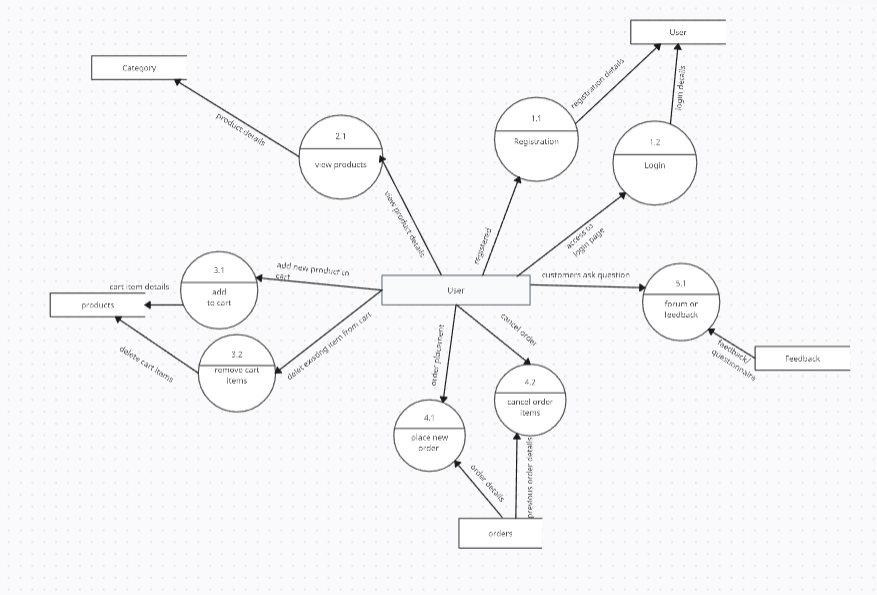 User
Category
registration details
login details
product details
1.1
Registration
2.1
view products
1.2
Login
view product details
registered
access to
login page
3.1
add
to cart
add new product to
cart
customers ask question
5.1
forum or
feedback
cart item details
products
User
3.2
remove cart
items
delet exsding item from cart
delete cart items
order placement
cancel order
feedback/
questionnaire
Feedback
4.2
cancel order
items
4.1
place new
order
order details
previous order details
orders